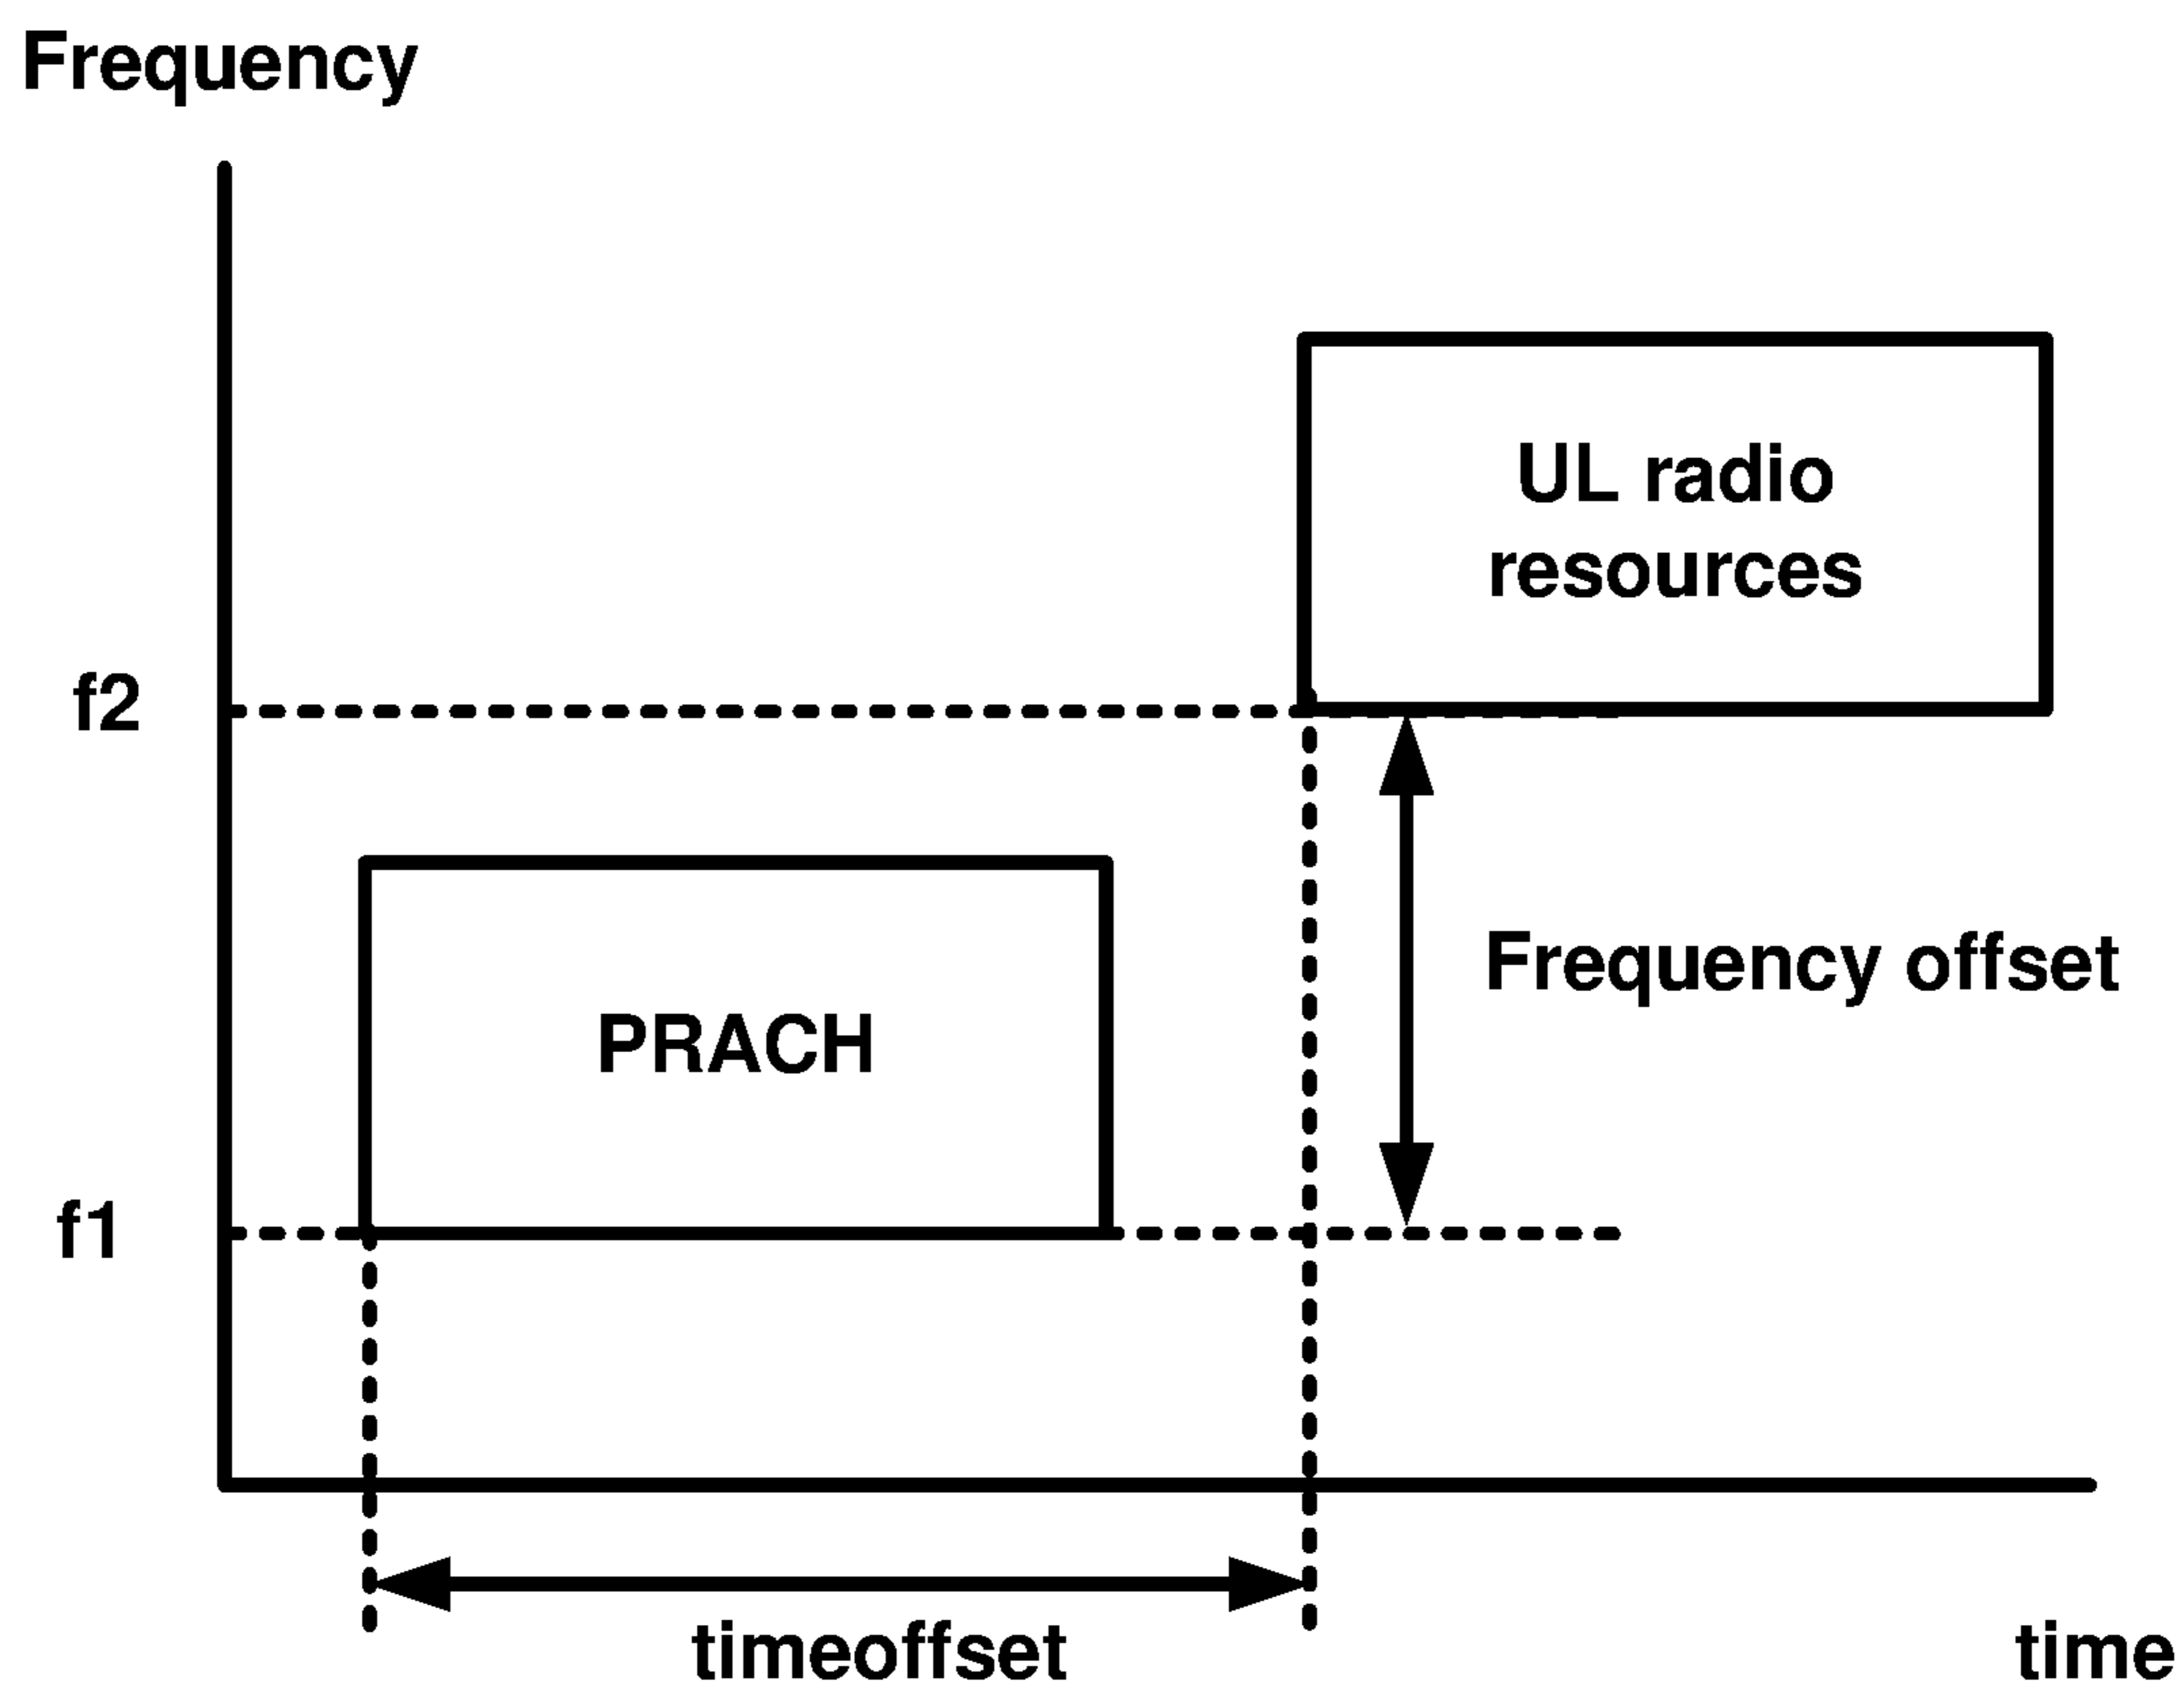 Frequency
UL radio
resources
f2
Frequency offset
PRACH
f1
timeoffset
time